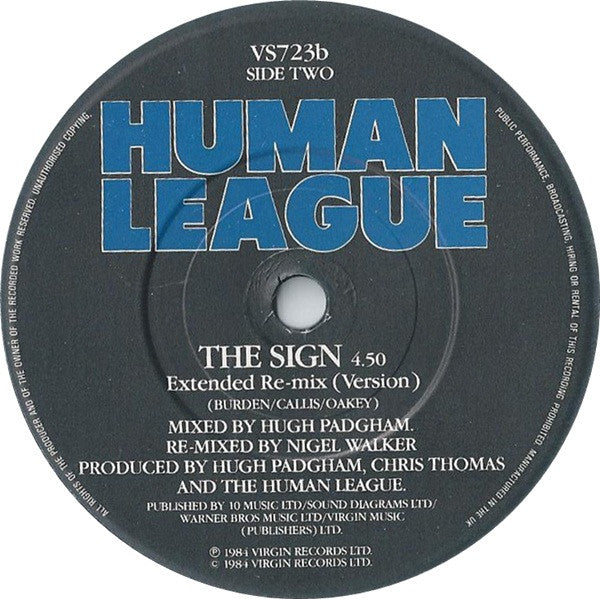 VS723b
SIDE TWO
HUMAN
LEAGUE
THE SIGN 4.50
Extended Re-mix (Version)
(BURDEN/CALLIS/OAKEY)
MIXED BY HUGH PADGHAM.
RE-MIXED BY NIGEL WALKER
PRODUCED BY HUGH PADGHAM, CHRIS THOMAS
AND THE HUMAN LEAGUE.
PUBLISHED BY 10 MUSIC LTD/SOUND DIAGRAMS LTD/
WARNER BROS MUSIC LTD/VIRGIN MUSIC
(PUBLISHERS) LTD.
℗ 1984 VIRGIN RECORDS LTD.
© 1984 VIRGIN RECORDS LTD.
ALL RIGHTS OF THE PRODUCER AND OF THE OWNER OF THE RECORDED WORK RESERVED. UNAUTHORISED COPYING,
PUBLIC PERFORMANCE, BROADCASTING, HIRING OR RENTAL OF THIS RECORDING PROHIBITED. MANUFACTURED IN THE UK